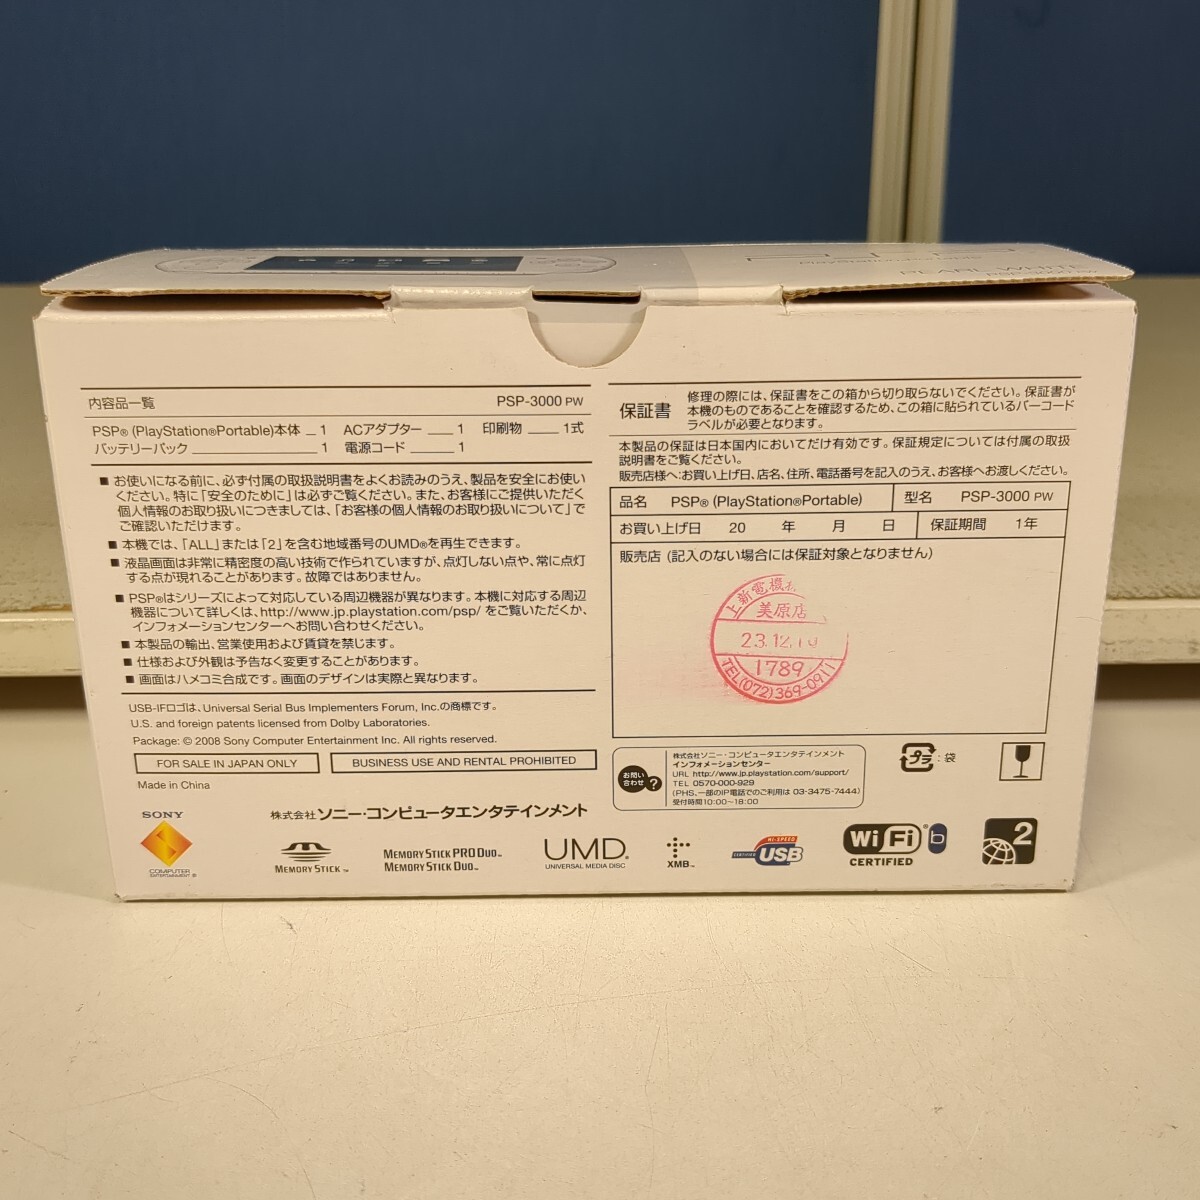 PEARL WHITE
内容品一覧 PSP-3000 PW
PSP® (PlayStation®Portable)本体 1 ACアダプター 1 印刷物 1式
バッテリーパック 1 電源コード 1
■ お使いになる前に、必ず付属の取扱説明書をよくお読みのうえ、製品を安全にお使い
ください。特に「安全のために」は必ずご覧ください。また、お客様にご提供いただく
個人情報のお取り扱いにつきましては、「お客様の個人情報のお取り扱いについて」で
ご確認いただけます。
■ 本機では、「ALL」または「2」を含む地域番号のUMD®を再生できます。
■ 液晶画面は非常に精密度の高い技術で作られていますが、点灯しない点や、常に点灯
する点が現れることがあります。故障ではありません。
■ PSP®はシリーズによって対応している周辺機器が異なります。本機に対応する周辺
機器について詳しくは、http://www.jp.playstation.com/psp/ をご覧いただくか、
インフォメーションセンターへお問い合わせください。
■ 本製品の輸出、営業使用および賃貸を禁じます。
■ 仕様および外観は予告なく変更することがあります。
■ 画面はハメコミ合成です。画面のデザインは実際と異なります。
USB-IFロゴは、Universal Serial Bus Implementers Forum, Inc.の商標です。
U.S. and foreign patents licensed from Dolby Laboratories.
Package: © 2008 Sony Computer Entertainment Inc. All rights reserved.
FOR SALE IN JAPAN ONLY
BUSINESS USE AND RENTAL PROHIBITED
Made in China
SONY
COMPUTER
ENTERTAINMENT ®
株式会社 ソニー・コンピュータエンタテインメント
MEMORY STICK™
MEMORY STICK PRO DUO™
MEMORY STICK DUO™
UMD®
UNIVERSAL MEDIA DISC
XMB™
保証書
修理の際には、保証書をこの箱から切り取らないでください。保証書が
本機のものであることを確認するため、この箱に貼られているバーコード
ラベルが必要となります。
本製品の保証は日本国内においてだけ有効です。保証規定については付属の取扱
説明書をご覧ください。
販売店様へ：お買い上げ日、店名、住所、電話番号を記入のうえ、お客様へお渡しください。
品名 PSP® (PlayStation®Portable) 型名 PSP-3000 PW
お買い上げ日 20 年 月 日 保証期間 1年
販売店 (記入のない場合には保証対象となりません)
上新電機
美原店
23.12.
1789
TEL(072)369-0911
お問い
合わせ
?
株式会社ソニー・コンピュータエンタテインメント
インフォメーションセンター
URL http://www.jp.playstation.com/support/
TEL 0570-000-929
(PHS、一部のIP電話でのご利用は 03-3475-7444)
受付時間10:00〜18:00
プラ : 袋
HI-SPEED
CERTIFIED USB
Wi Fi ® b
CERTIFIED
2